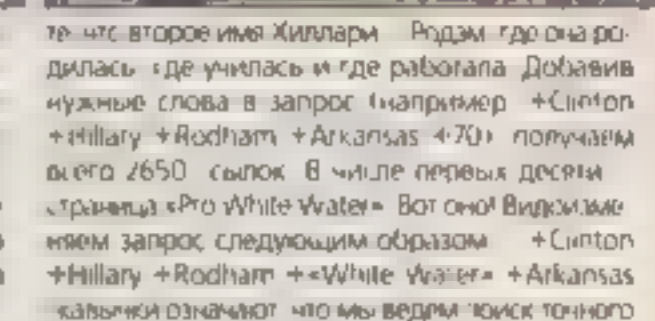 те что второе имя Хиллари Родэм где она ро-
дилась где училась и где работала Добавив
нужные слова в запрос (например +Clinton
+Hillary +Rodham +Arkansas +70) получаем
всего 2650 ссылок В числе первых десяти
страница «Pro White Water» Вот оно! Видоизме
няем запрос следующим образом +Clinton
+Hillary +Rodham +«White Water» +Arkansas
кавычки означают что мы ведем поиск точного